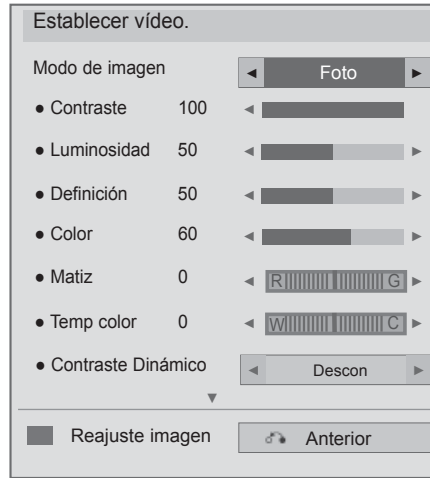 Establecer vídeo.
Modo de imagen ◄ Foto ►
● Contraste 100 ◄
● Luminosidad 50 ◄ ►
● Definición 50 ◄ ►
● Color 60 ◄ ►
● Matiz 0 ◄ R G ►
● Temp color 0 ◄ W C ►
● Contraste Dinámico ◄ Descon ►
▼
Reajuste imagen Anterior